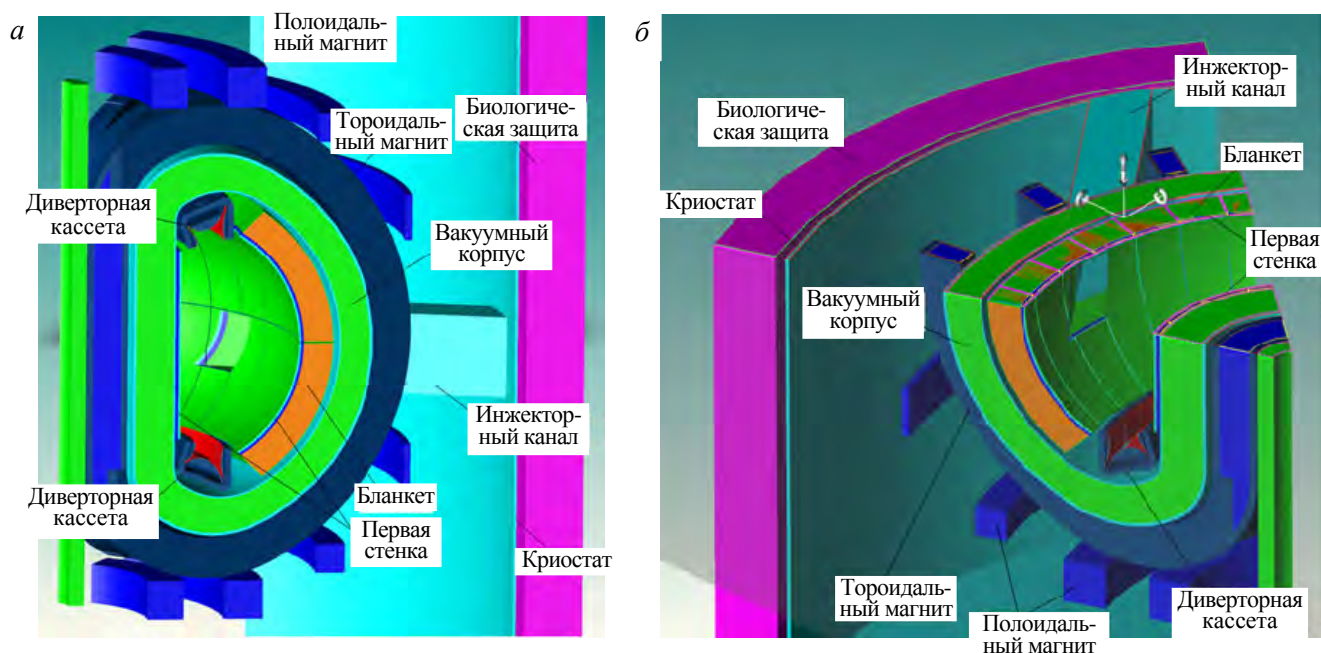 а
Полоидаль-
ный магнит
Биологиче-
ская защита
Тороидаль-
ный магнит
Диверторная
кассета
Вакуумный
корпус
Инжектор-
ный канал
Диверторная
кассета
Бланкет
Первая
стенка
Криостат
б
Инжектор-
ный канал
Биологиче-
ская защита
Бланкет
Криостат
Первая
стенка
Вакуумный
корпус
Тороидаль-
ный магнит
Полоидаль-
ный магнит
Диверторная
кассета